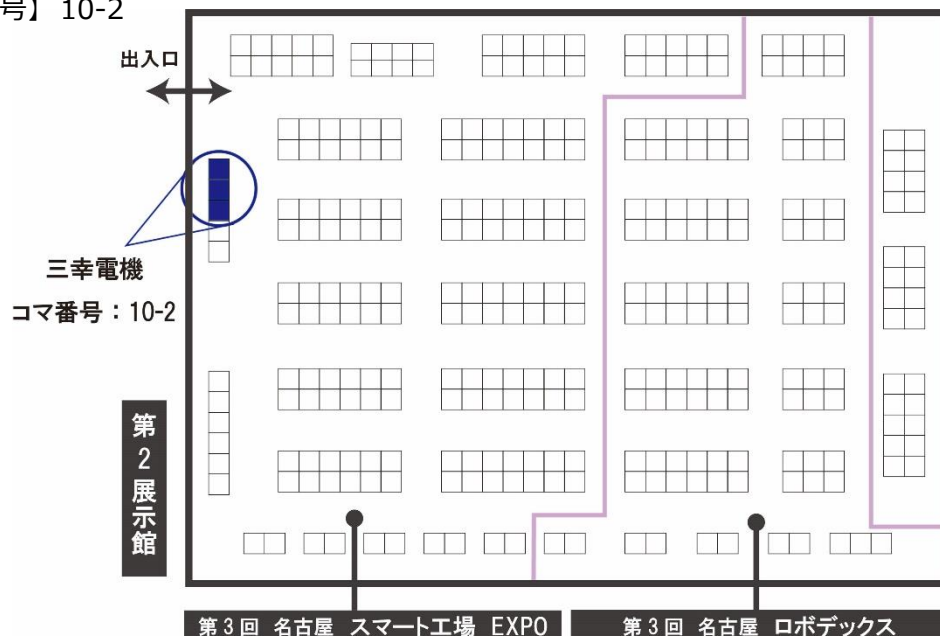 号】10-2
出入口
三幸電機
コマ番号：10-2
第2展示館
第3回 名古屋 スマート工場 EXPO
第3回 名古屋 ロボデックス